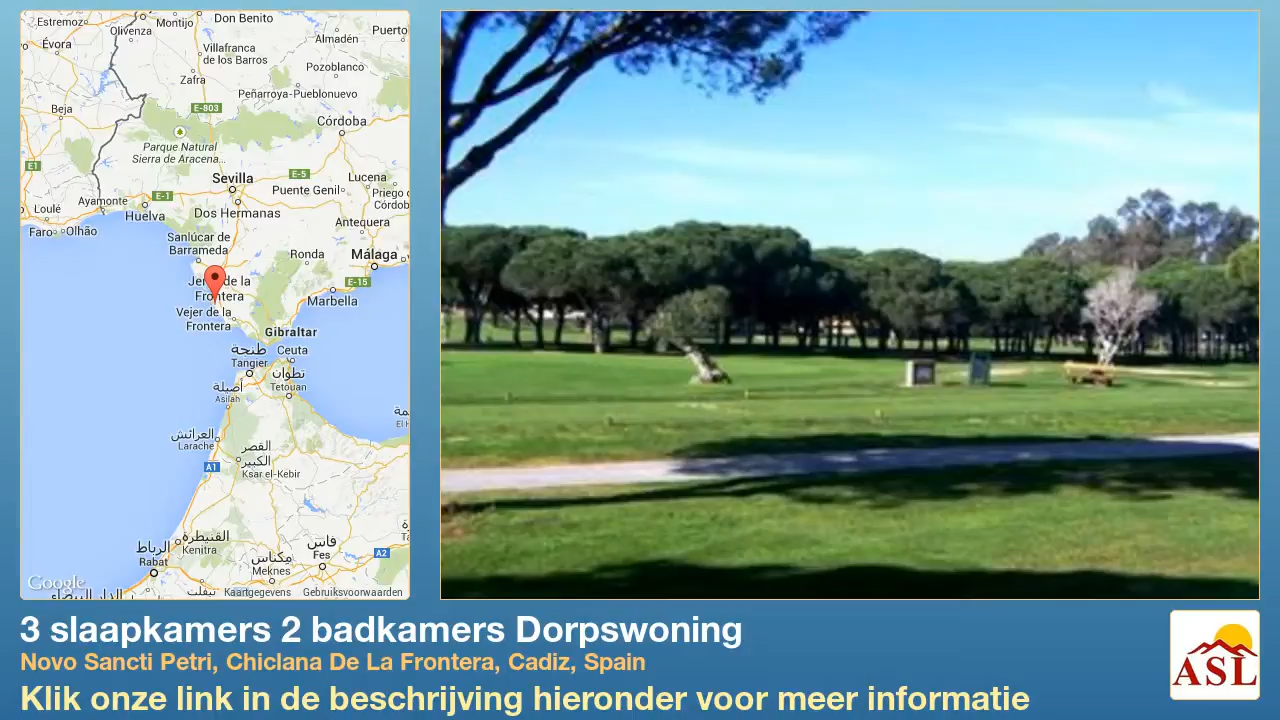 Estremoz
Montijo
Don Benito
Olivenza
Puerto
Almadén
Évora
Villafranca
de los Barros
Pozoblanco
Zafra
Peñarroya-Pueblonuevo
Beja
E-803
Córdoba
Parque Natural
Sierra de Aracena...
E1
E-5
Sevilla
Lucena
Puente Genil
Priego
Córdob
E-1
Ayamonte
Loulé
Huelva
Dos Hermanas
Antequera
Faro
Olhão
Sanlúcar de
Barrameda
Ronda
Málaga
Jer de la
Frontera
E-15
Marbella
Vejer de la
Frontera
Gibraltar
طنجة
Tangier
Ceuta
تطوان
Tetouan
أصيلة
Asilah
العرائش
Larache
القصر
الكبير
Ksar el-Kebir
A1
القنيطرة
Kenitra
الرباط
Rabat
فاس
Fes
A2
مكناس
Meknes
Google
تيفلت
Kaartgegevens
Gebruiksvoorwaarden
3 slaapkamers 2 badkamers Dorpswoning
Novo Sancti Petri, Chiclana De La Frontera, Cadiz, Spain
Klik onze link in de beschrijving hieronder voor meer informatie
ASL